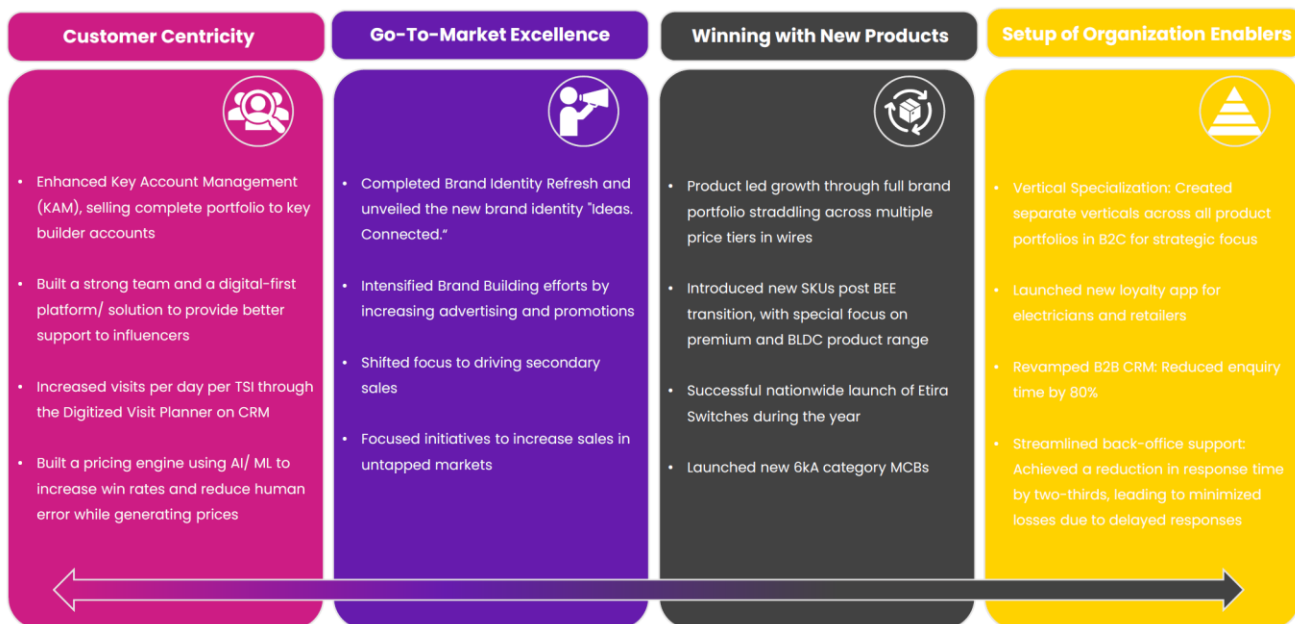 Customer Centricity
• Enhanced Key Account Management
(KAM), selling complete portfolio to key
builder accounts
• Built a strong team and a digital-first
platform/ solution to provide better
support to influencers
• Increased visits per day per TSI through
the Digitized Visit Planner on CRM
• Built a pricing engine using AI/ ML to
increase win rates and reduce human
error while generating prices
Go-To-Market Excellence
• Completed Brand Identity Refresh and
unveiled the new brand identity "Ideas.
Connected.“
• Intensified Brand Building efforts by
increasing advertising and promotions
• Shifted focus to driving secondary
sales
• Focused initiatives to increase sales in
untapped markets
Winning with New Products
• Product led growth through full brand
portfolio straddling across multiple
price tiers in wires
• Introduced new SKUs post BEE
transition, with special focus on
premium and BLDC product range
• Successful nationwide launch of Etira
Switches during the year
• Launched new 6kA category MCBs
Setup of Organization Enablers
• Vertical Specialization: Created
separate verticals across all product
portfolios in B2C for strategic focus
• Launched new loyalty app for
electricians and retailers
• Revamped B2B CRM: Reduced enquiry
time by 80%
• Streamlined back-office support:
Achieved a reduction in response time
by two-thirds, leading to minimized
losses due to delayed responses